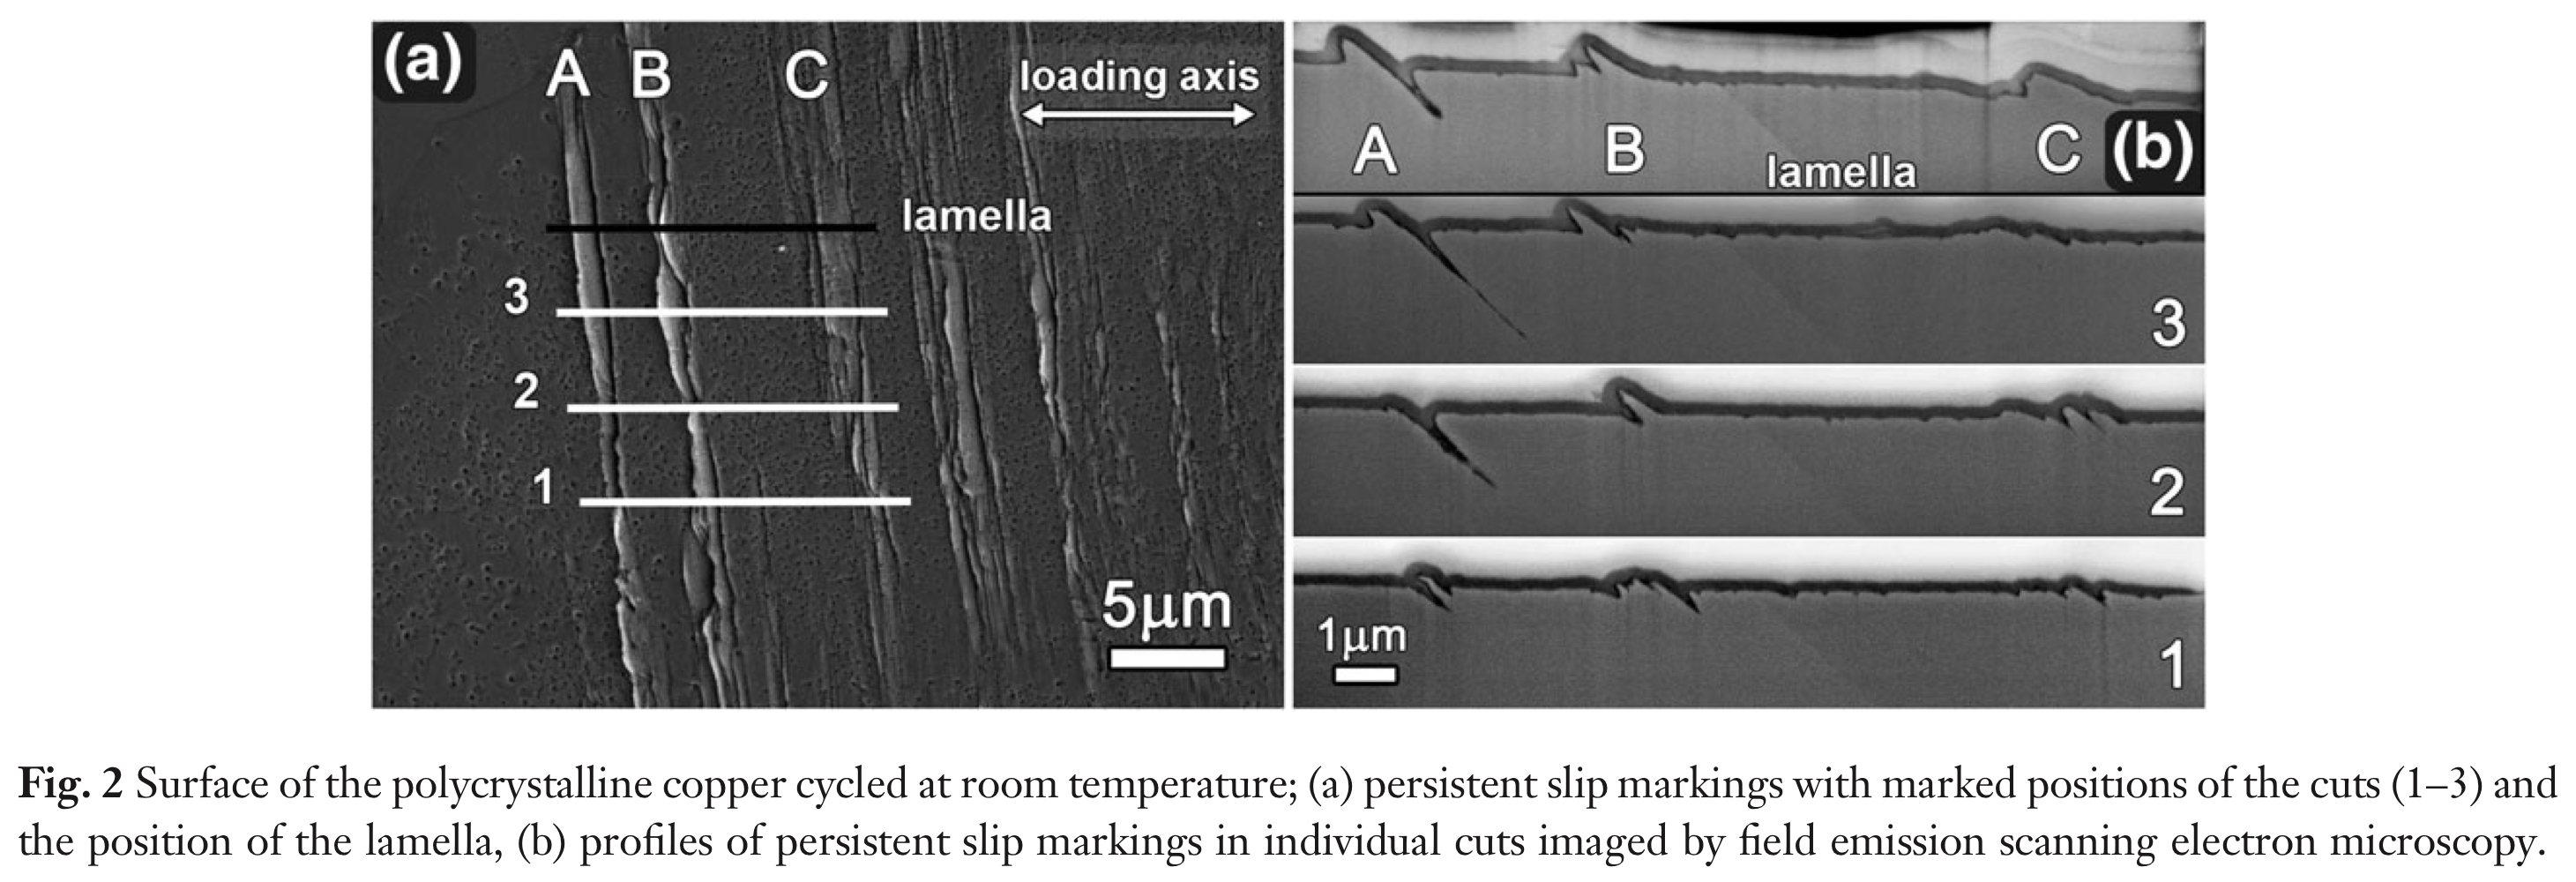 (a)
A B C
loading axis
lamella
3
2
1
5μm
A B C (b)
lamella
3
2
1μm
1
Fig. 2 Surface of the polycrystalline copper cycled at room temperature; (a) persistent slip markings with marked positions of the cuts (1–3) and
the position of the lamella, (b) profiles of persistent slip markings in individual cuts imaged by field emission scanning electron microscopy.